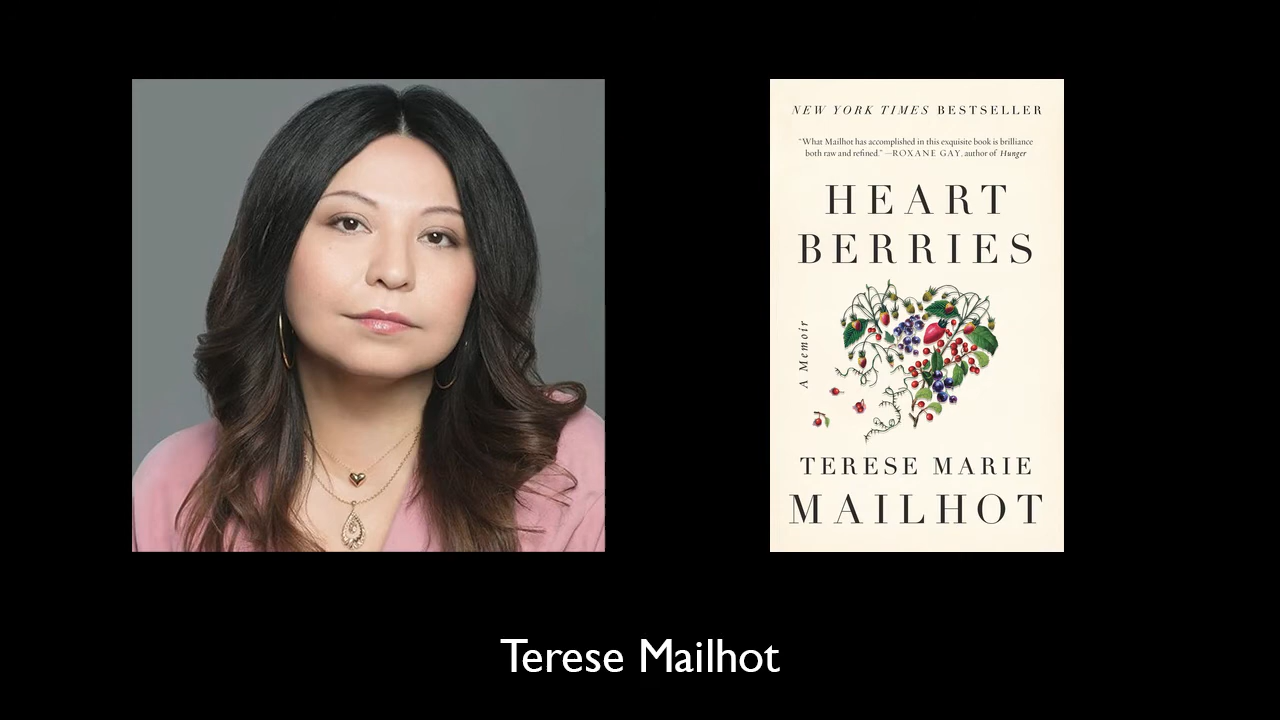 NEW YORK TIMES BESTSELLER
"What Mailhot has accomplished in this exquisite book is brilliance
both raw and refined." —ROXANE GAY, author of Hunger
HEART
BERRIES
A Memoir
TERESE MARIE
MAILHOT
Terese Mailhot